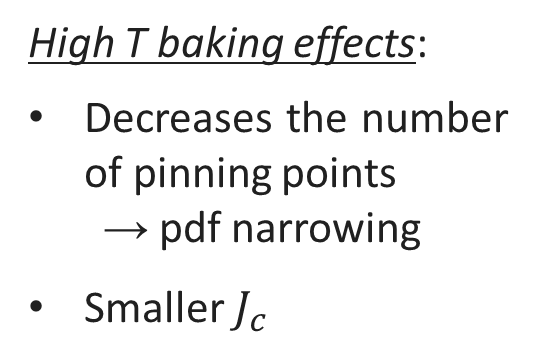 High T baking effects:
• Decreases the number
of pinning points
→ pdf narrowing
• Smaller J_c